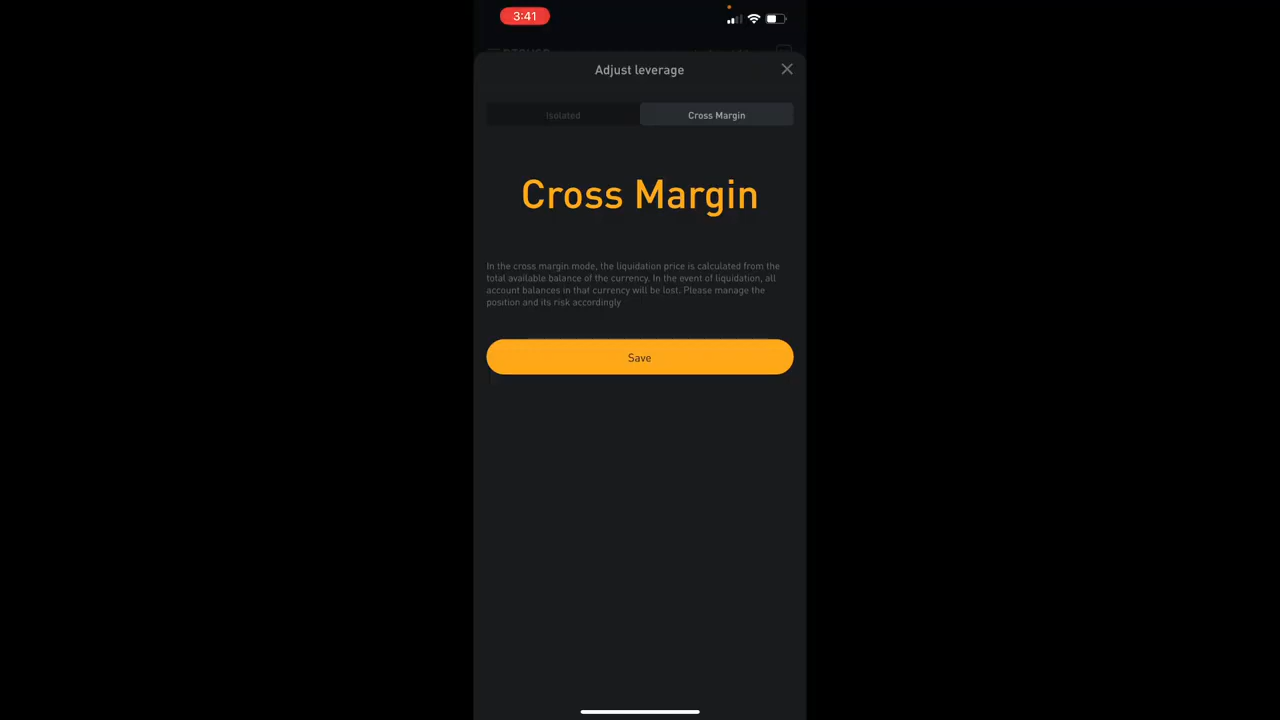 3:41
Adjust leverage
Isolated
Cross Margin
Cross Margin
In the cross margin mode, the liquidation price is calculated from the
total available balance of the currency. In the event of liquidation, all
account balances in that currency will be lost. Please manage the
position and its risk accordingly
Save